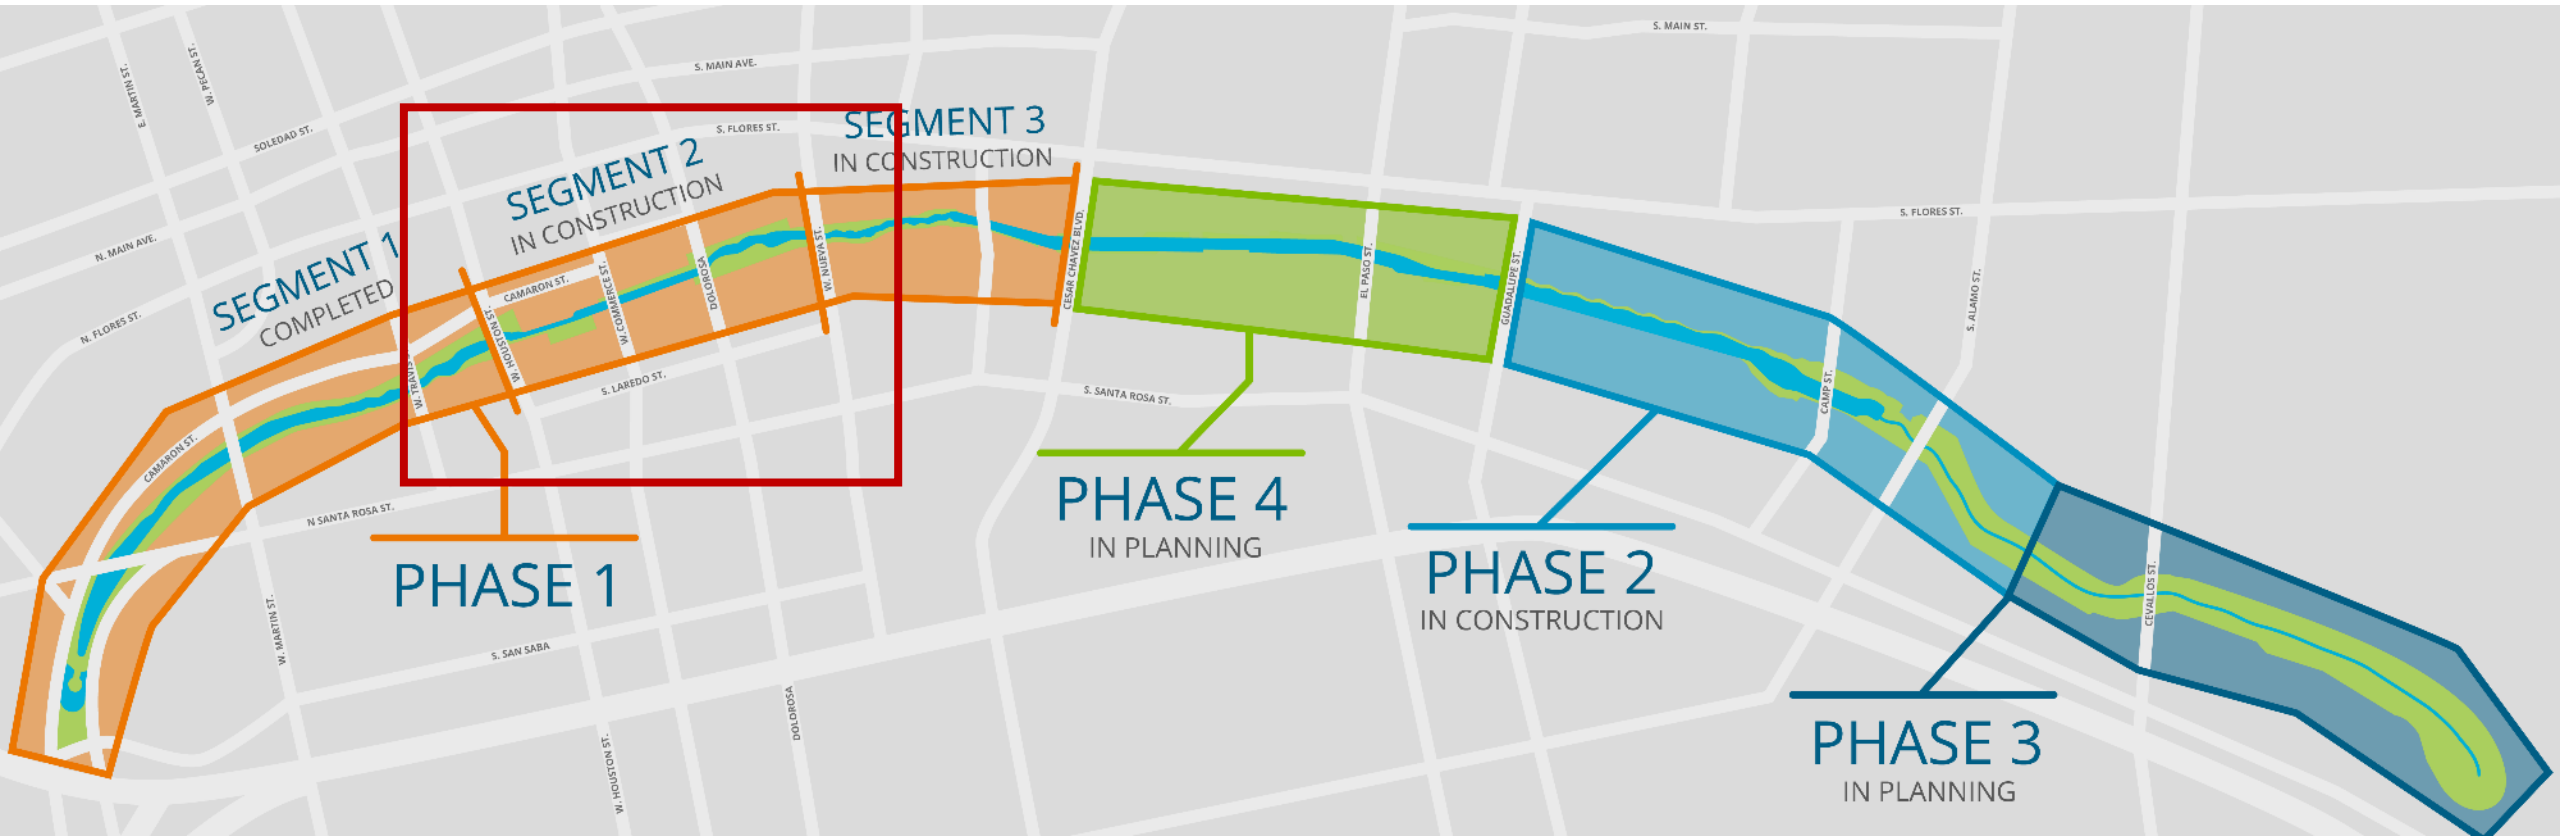 S. MAIN ST.
E. MARTIN ST.
W. PECAN ST.
S. MAIN AVE.
SOLEDAD ST.
S. FLORES ST.
SEGMENT 3
IN CONSTRUCTION
SEGMENT 2
IN CONSTRUCTION
SEGMENT 1
COMPLETED
N. MAIN AVE.
N. FLORES ST.
S. FLORES ST.
CAMARON ST.
W. COMMERCE ST.
DOLOROSA
W. NUEVA ST.
CESAR CHAVEZ BLVD.
EL PASO ST.
GUADALUPE ST.
S. ALAMO ST.
W. HOUSTON ST.
W. TRAVIS
S. LAREDO ST.
S. SANTA ROSA ST.
CAMP ST.
CAMARON ST.
N SANTA ROSA ST.
PHASE 4
IN PLANNING
PHASE 1
PHASE 2
IN CONSTRUCTION
CEVALLOS ST.
W. MARTIN ST.
S. SAN SABA
DOLOROSA
W. HOUSTON ST.
PHASE 3
IN PLANNING